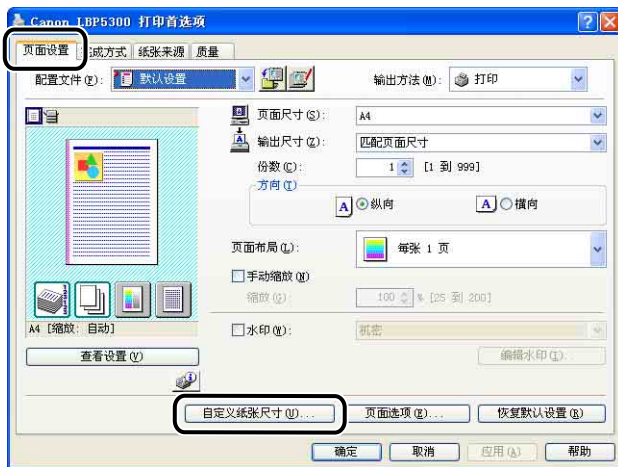 Canon LBP5300 打印首选项
页面设置 完成方式 纸张来源 质量
配置文件(F): 默认设置 输出方法(M): 打印
页面尺寸(S): A4
输出尺寸(Z): 匹配页面尺寸
份数(C): 1 [1 到 999]
方向(I)
A 纵向 A 横向
页面布局(L): 每张 1 页
手动缩放(N)
缩放(G): 100 % [25 到 200]
A4 [缩放: 自动]
水印(W): 机密
查看设置(V) 编辑水印(I)...
自定义纸张尺寸(U)... 页面选项(E)... 恢复默认设置(R)
确定 取消 应用(A) 帮助